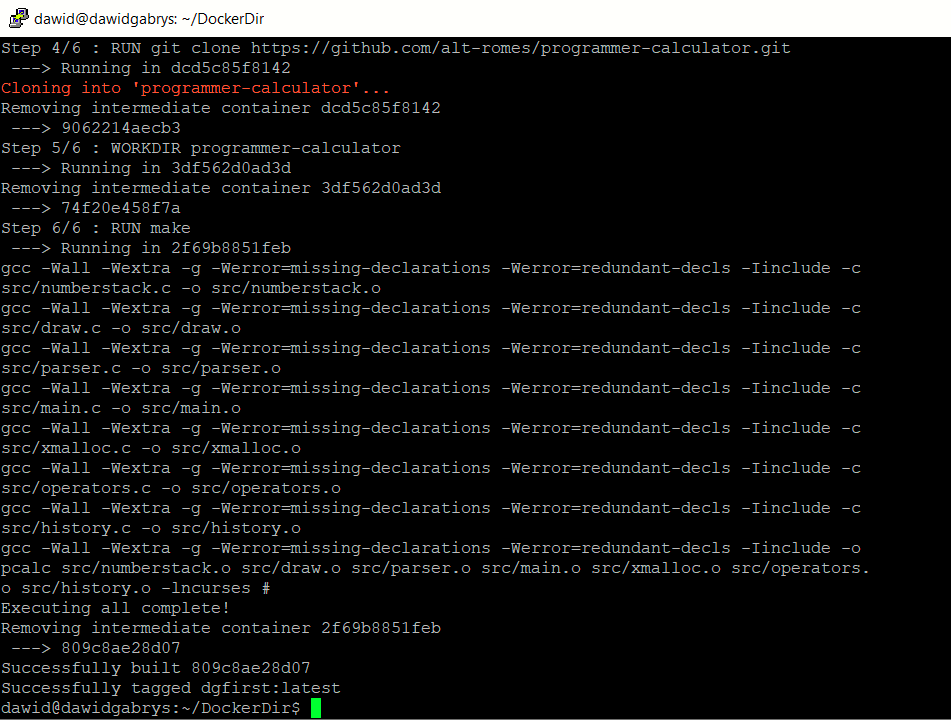 dawid@dawidgabrys: ~/DockerDir
Step 4/6 : RUN git clone https://github.com/alt-romes/programmer-calculator.git
 ---> Running in dcd5c85f8142
Cloning into 'programmer-calculator'...
Removing intermediate container dcd5c85f8142
 ---> 9062214aecb3
Step 5/6 : WORKDIR programmer-calculator
 ---> Running in 3df562d0ad3d
Removing intermediate container 3df562d0ad3d
 ---> 74f20e458f7a
Step 6/6 : RUN make
 ---> Running in 2f69b8851feb
gcc -Wall -Wextra -g -Werror=missing-declarations -Werror=redundant-decls -Iinclude -c
src/numberstack.c -o src/numberstack.o
gcc -Wall -Wextra -g -Werror=missing-declarations -Werror=redundant-decls -Iinclude -c
src/draw.c -o src/draw.o
gcc -Wall -Wextra -g -Werror=missing-declarations -Werror=redundant-decls -Iinclude -c
src/parser.c -o src/parser.o
gcc -Wall -Wextra -g -Werror=missing-declarations -Werror=redundant-decls -Iinclude -c
src/main.c -o src/main.o
gcc -Wall -Wextra -g -Werror=missing-declarations -Werror=redundant-decls -Iinclude -c
src/xmalloc.c -o src/xmalloc.o
gcc -Wall -Wextra -g -Werror=missing-declarations -Werror=redundant-decls -Iinclude -c
src/operators.c -o src/operators.o
gcc -Wall -Wextra -g -Werror=missing-declarations -Werror=redundant-decls -Iinclude -c
src/history.c -o src/history.o
gcc -Wall -Wextra -g -Werror=missing-declarations -Werror=redundant-decls -Iinclude -o
pcalc src/numberstack.o src/draw.o src/parser.o src/main.o src/xmalloc.o src/operators.
o src/history.o -lncurses #
Executing all complete!
Removing intermediate container 2f69b8851feb
 ---> 809c8ae28d07
Successfully built 809c8ae28d07
Successfully tagged dgfirst:latest
dawid@dawidgabrys:~/DockerDir$